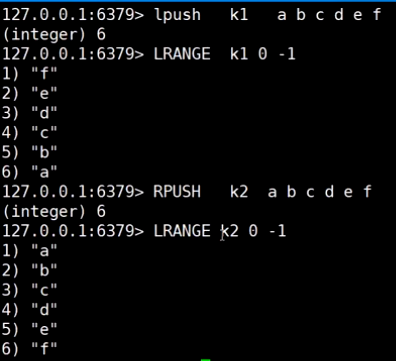 127.0.0.1:6379> lpush k1 a b c d e f
(integer) 6
127.0.0.1:6379> LRANGE k1 0 -1
1) "f"
2) "e"
3) "d"
4) "c"
5) "b"
6) "a"
127.0.0.1:6379> RPUSH k2 a b c d e f
(integer) 6
127.0.0.1:6379> LRANGE k2 0 -1
1) "a"
2) "b"
3) "c"
4) "d"
5) "e"
6) "f"